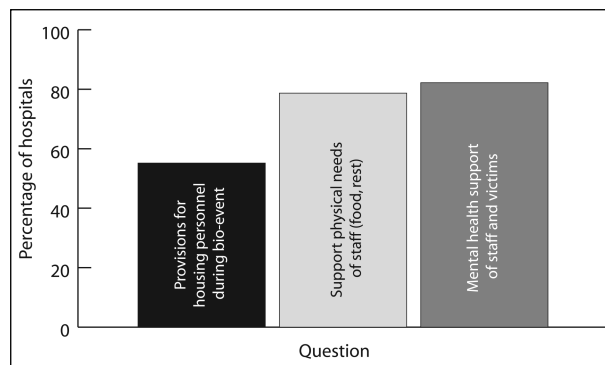 Percentage of hospitals
100
80
60
40
20
0
Provisions for
housing personnel
during bio-event
Support physical needs
of staff (food, rest)
Mental health support
of staff and victims
Question